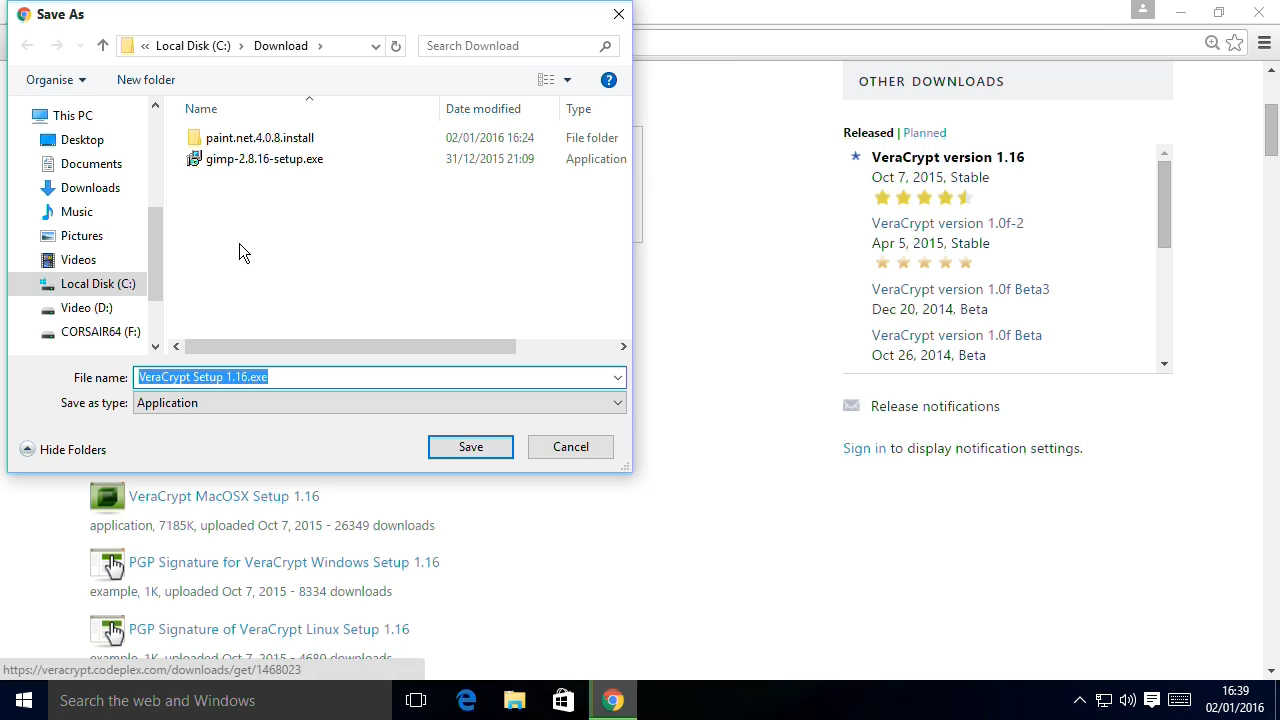 Save As
« Local Disk (C:) > Download >
Search Download
Organise
New folder
Name
Date modified
Type
This PC
Desktop
Documents
Downloads
Music
Pictures
Videos
Local Disk (C:)
Video (D:)
CORSAIR64 (F:)
paint.net.4.0.8.install 02/01/2016 16:24 File folder
gimp-2.8.16-setup.exe 31/12/2015 21:09 Application
File name: VeraCrypt Setup 1.16.exe
Save as type: Application
Hide Folders
Save
Cancel
OTHER DOWNLOADS
Released | Planned
VeraCrypt version 1.16
Oct 7, 2015, Stable
VeraCrypt version 1.0f-2
Apr 5, 2015, Stable
VeraCrypt version 1.0f Beta3
Dec 20, 2014, Beta
VeraCrypt version 1.0f Beta
Oct 26, 2014, Beta
Release notifications
Sign in to display notification settings.
VeraCrypt MacOSX Setup 1.16
application, 7185K, uploaded Oct 7, 2015 - 26349 downloads
PGP Signature for VeraCrypt Windows Setup 1.16
example, 1K, uploaded Oct 7, 2015 - 8334 downloads
PGP Signature of VeraCrypt Linux Setup 1.16
example, 1K, uploaded Oct 7, 2015 - 4680 downloads
https://veracrypt.codeplex.com/downloads/get/1468023
Search the web and Windows
16:39
02/01/2016